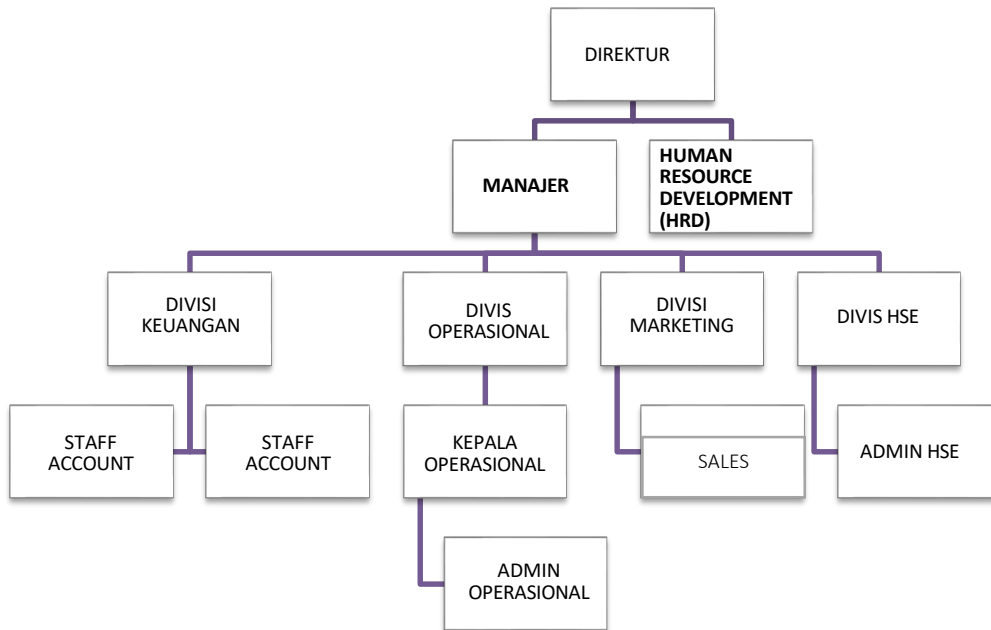 DIREKTUR
MANAJER
HUMAN
RESOURCE
DEVELOPMENT
(HRD)
DIVISI
KEUANGAN
DIVIS
OPERASIONAL
DIVISI
MARKETING
DIVIS HSE
STAFF
ACCOUNT
STAFF
ACCOUNT
KEPALA
OPERASIONAL
SALES
ADMIN HSE
ADMIN
OPERASIONAL